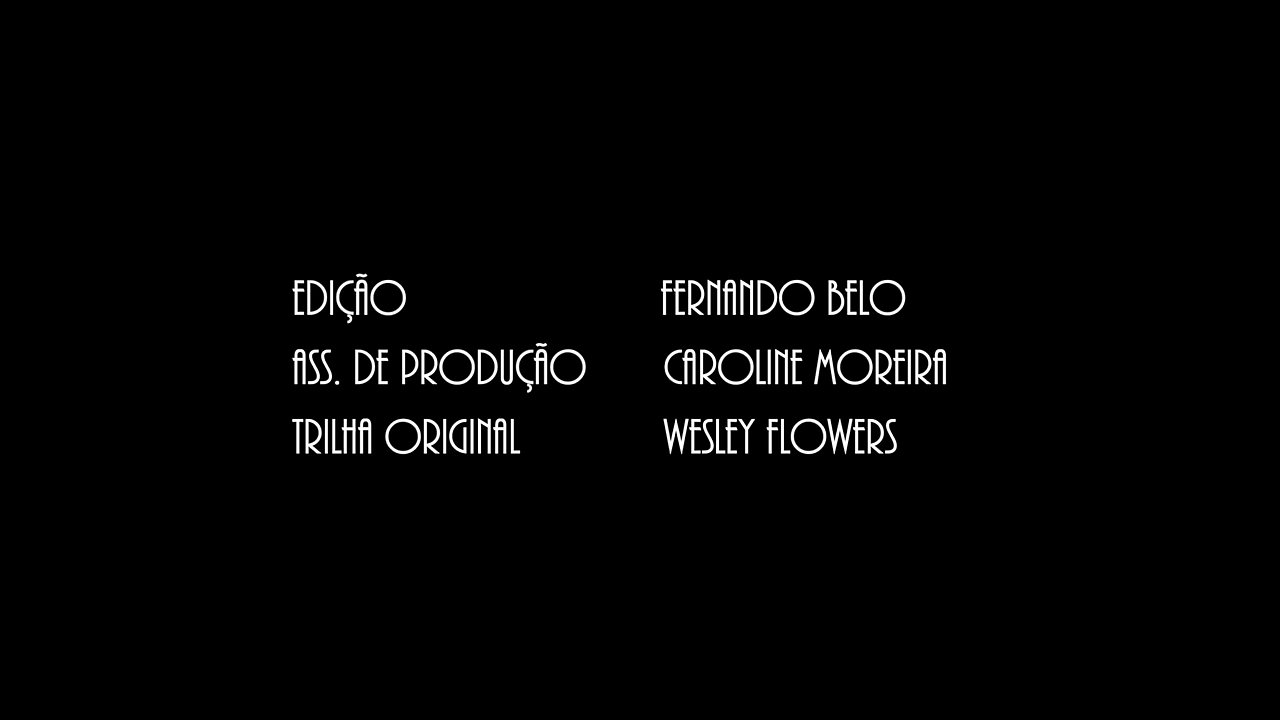 EDIÇÃO FERNANDO BELO
ASS. DE PRODUÇÃO CAROLINE MOREIRA
TRILHA ORIGINAL WESLEY FLOWERS